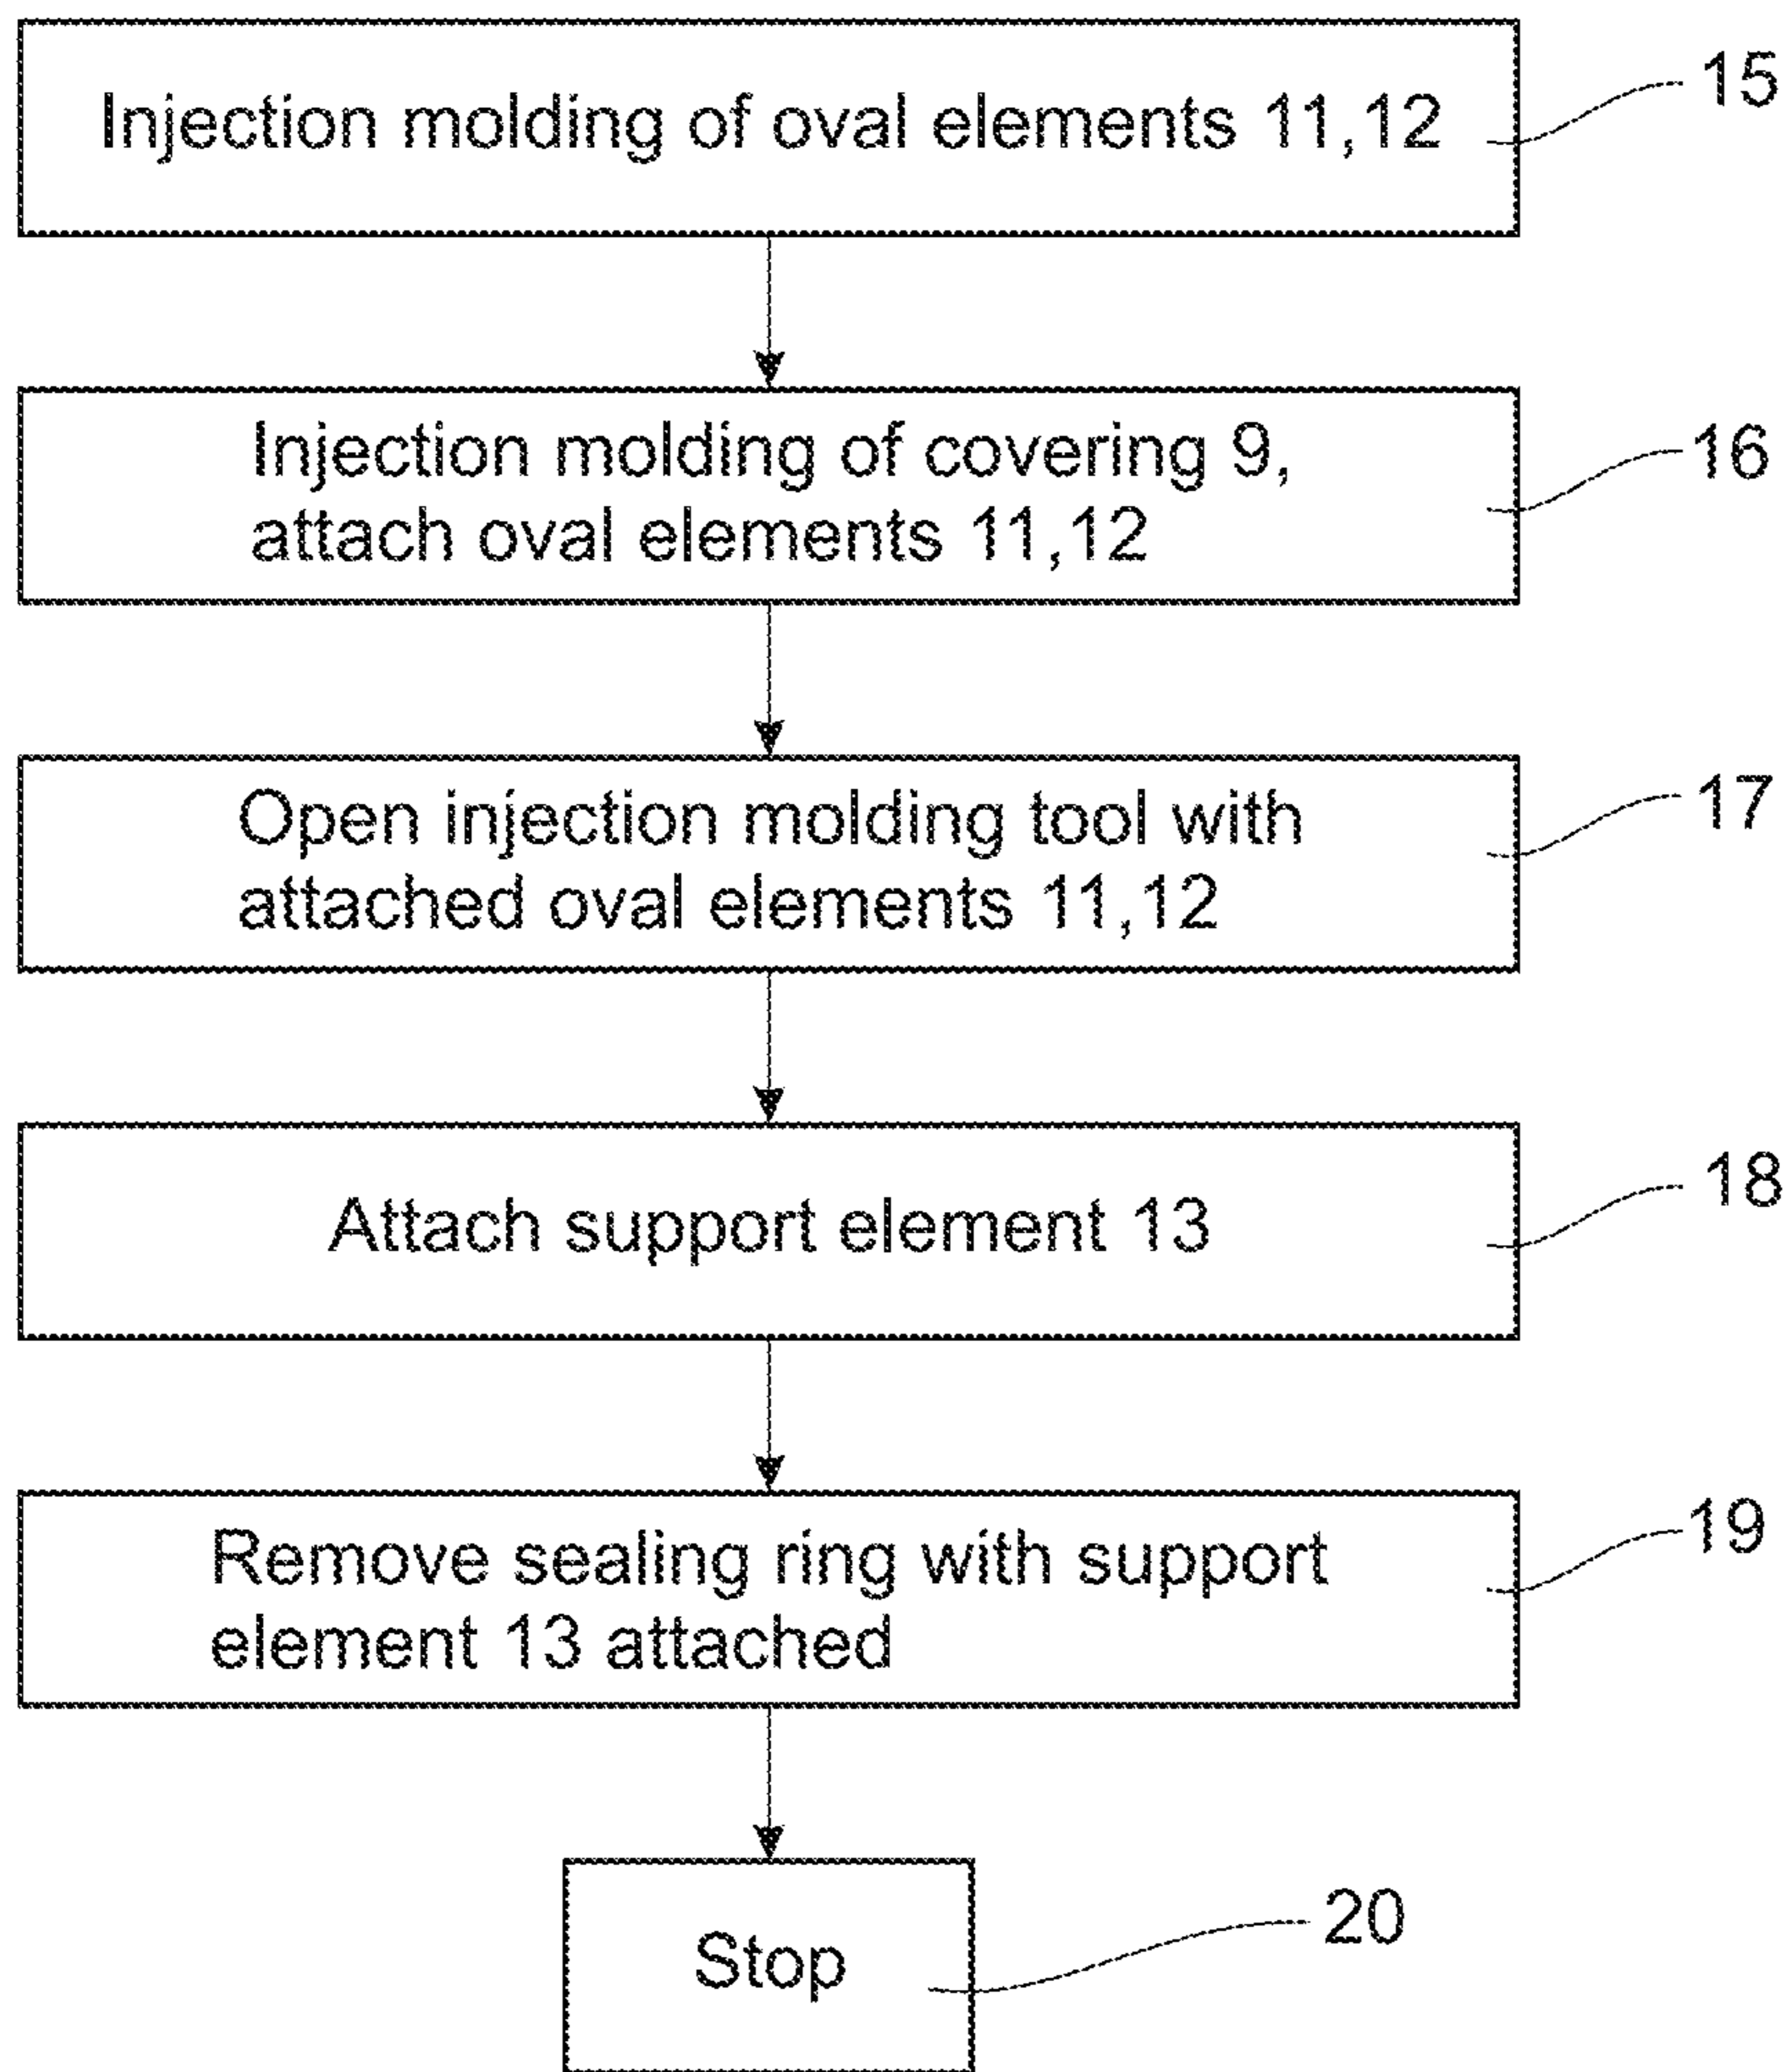 Injection molding of oval elements 11,12
15
Injection molding of covering 9,
attach oval elements 11,12
16
Open injection molding tool with
attached oval elements 11,12
17
Attach support element 13
18
Remove sealing ring with support
element 13 attached
19
Stop
20